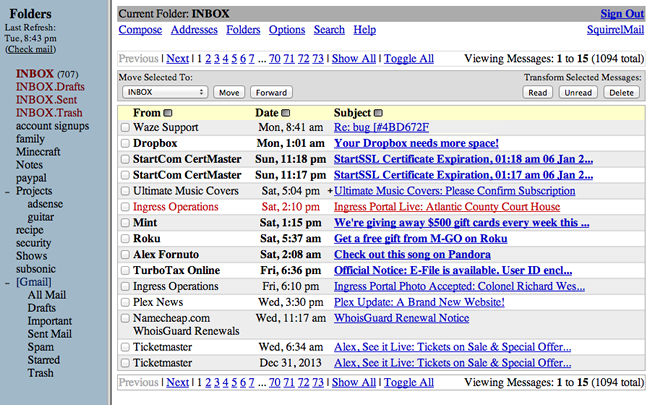 Folders
Last Refresh:
Tue, 8:43 pm
(Check mail)
INBOX (707)
INBOX.Drafts
INBOX.Sent
INBOX.Trash
account signups
family
Minecraft
Notes
paypal
– Projects
adsense
guitar
recipe
security
Shows
subsonic
– [Gmail]
All Mail
Drafts
Important
Sent Mail
Spam
Starred
Trash
Current Folder: INBOX Sign Out
Compose Addresses Folders Options Search Help SquirrelMail
Previous | Next | 1 2 3 4 5 6 7 ... 70 71 72 73 | Show All | Toggle All Viewing Messages: 1 to 15 (1094 total)
Move Selected To: Transform Selected Messages:
INBOX Move Forward Read Unread Delete
From Date Subject
Waze Support Mon, 8:41 am Re: bug [#4BD672F
Dropbox Mon, 1:01 am Your Dropbox needs more space!
StartCom CertMaster Sun, 11:18 pm StartSSL Certificate Expiration, 01:18 am 06 Jan 2...
StartCom CertMaster Sun, 11:17 pm StartSSL Certificate Expiration, 01:17 am 06 Jan 2...
Ultimate Music Covers Sat, 5:04 pm + Ultimate Music Covers: Please Confirm Subscription
Ingress Operations Sat, 2:10 pm Ingress Portal Live: Atlantic County Court House
Mint Sat, 1:15 pm We're giving away $500 gift cards every week this ...
Roku Sat, 5:37 am Get a free gift from M-GO on Roku
Alex Fornuto Sat, 2:08 am Check out this song on Pandora
TurboTax Online Fri, 6:36 pm Official Notice: E-File is available. User ID encl...
Ingress Operations Fri, 6:10 pm Ingress Portal Photo Accepted: Colonel Richard Wes...
Plex News Wed, 3:30 pm Plex Update: A Brand New Website!
Namecheap.com Wed, 11:17 am WhoisGuard Renewal Notice
WhoisGuard Renewals
Ticketmaster Wed, 6:34 am Alex, See it Live: Tickets on Sale & Special Offer...
Ticketmaster Dec 31, 2013 Alex, See it Live: Tickets on Sale & Special Offer...
Previous | Next | 1 2 3 4 5 6 7 ... 70 71 72 73 | Show All | Toggle All Viewing Messages: 1 to 15 (1094 total)